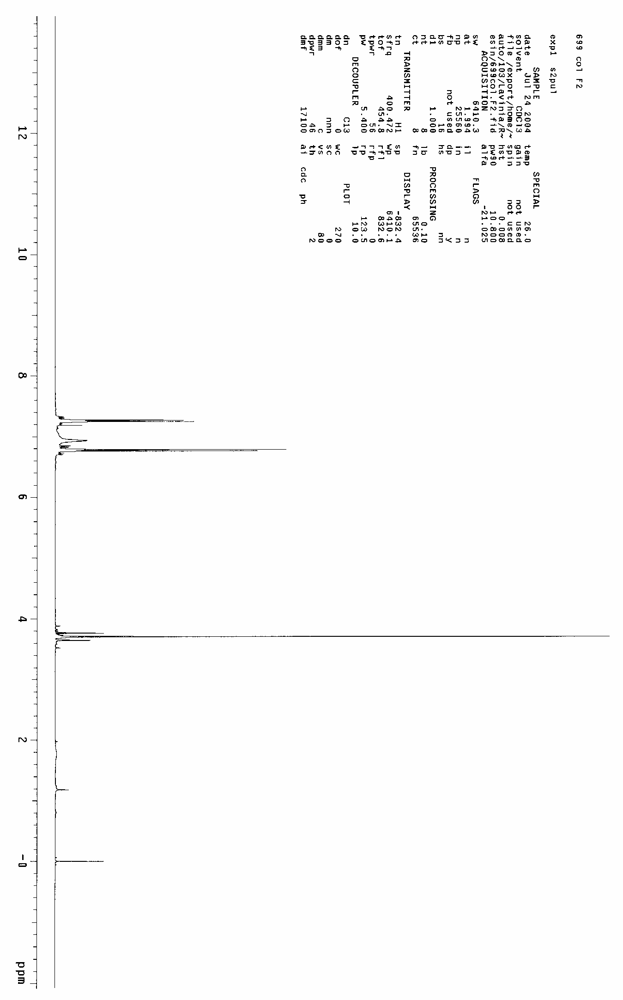 699 col F2
exp1 s2pul
SAMPLE SPECIAL
date Jul 24 2004 temp 26.0
solvent CDCl3 gain not used
file /export/home/~ spin not used
auto/103/Lavinia/R~ hst 0.008
esin/699col.F2.fid pw90 10.800
ACQUISITION alfa -21.025
sw 6410.3 FLAGS
at 1.994 il n
np 25560 in n
fb not used dp y
bs 16 hs nn
d1 1.000 PROCESSING
nt 8 lb 0.10
ct 8 fn 65536
TRANSMITTER DISPLAY
tn H1 sp -832.4
sfrq 400.472 wp 6410.1
tof 454.8 rfl 832.6
tpwr 56 rfp 0
pw 5.400 rp 123.5
DECOUPLER lp 10.0
dn C13 PLOT
dof 0 wc 270
dm nnn sc 0
dmm c vs 80
dpwr 46 th 2
dmf 17100 ai cdc ph
12 10 8 6 4 2 -0 ppm